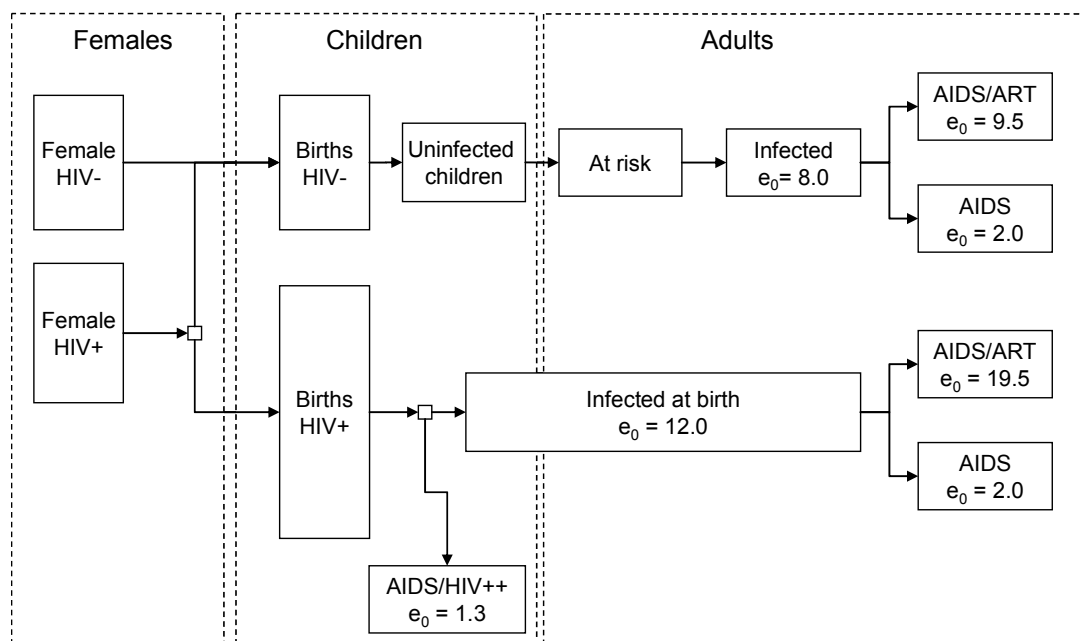 Females
Children
Adults
Female
HIV-
Births
HIV-
Uninfected
children
At risk
Infected
e₀= 8.0
AIDS/ART
e₀ = 9.5
AIDS
e₀ = 2.0
Female
HIV+
Births
HIV+
Infected at birth
e₀ = 12.0
AIDS/ART
e₀ = 19.5
AIDS
e₀ = 2.0
AIDS/HIV++
e₀ = 1.3